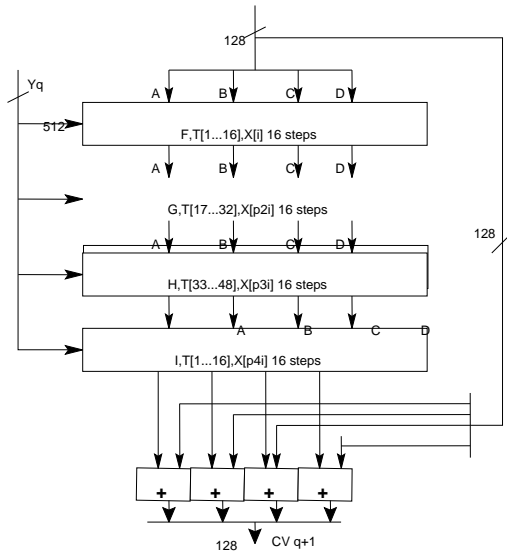 128
A B C D
Yq
512
F,T[1...16],X[i] 16 steps
A B C D
G,T[17...32],X[p2i] 16 steps
128
A B C D
H,T[33...48],X[p3i] 16 steps
A B C D
I,T[1...16],X[p4i] 16 steps
+ + + +
128 CV q+1